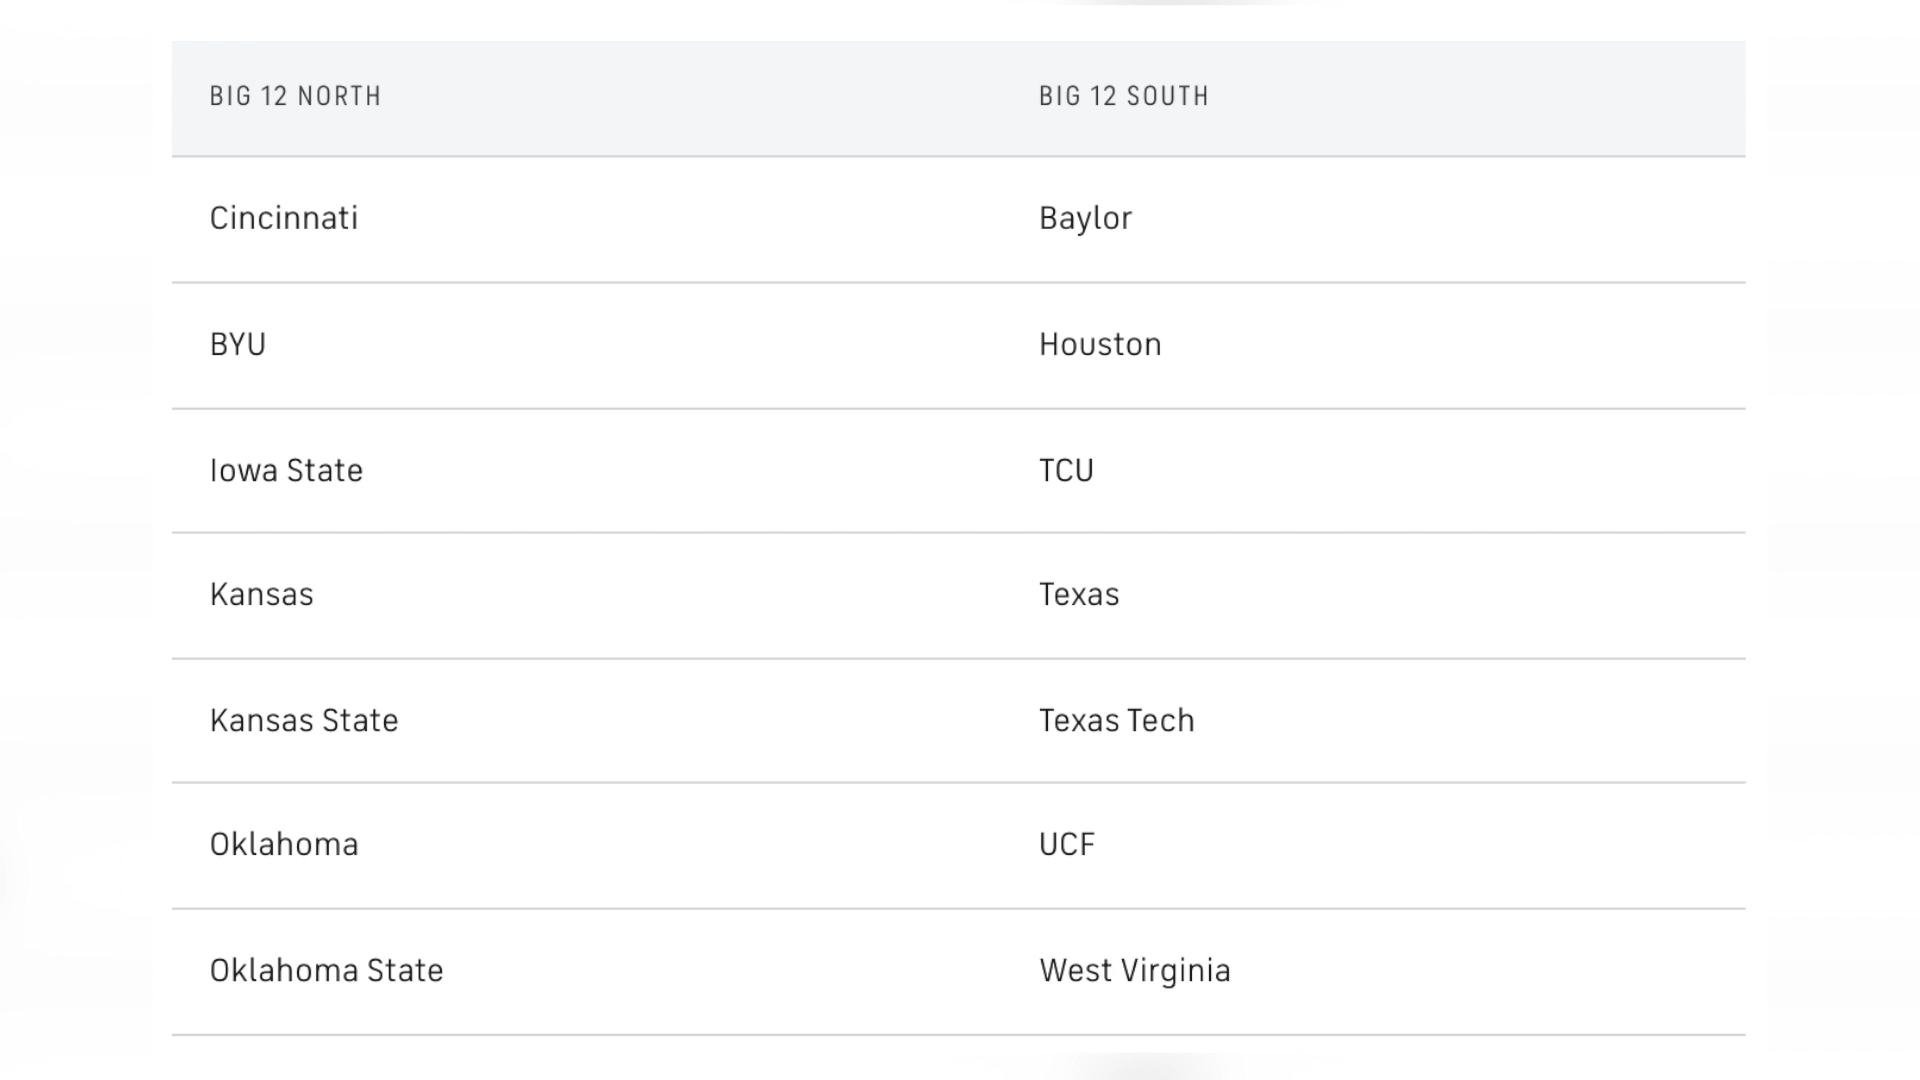 BIG 12 NORTH BIG 12 SOUTH
Cincinnati Baylor
BYU Houston
Iowa State TCU
Kansas Texas
Kansas State Texas Tech
Oklahoma UCF
Oklahoma State West Virginia